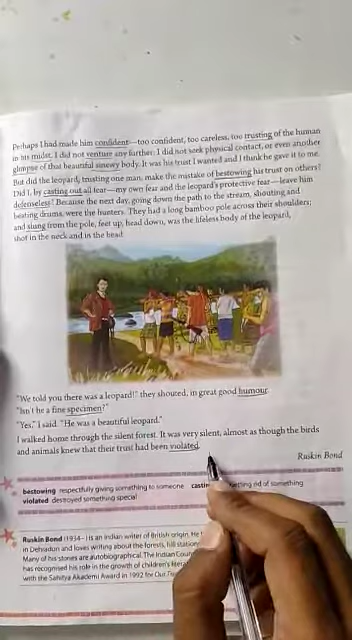 Perhaps I had made him confident—too confident, too careless, too trusting of the human
in his midst. I did not venture any further; I did not seek physical contact, or even another
glimpse of that beautiful sinewy body. It was his trust I wanted and I think he gave it to me.
But did the leopard, trusting one man, make the mistake of bestowing his trust on others?
Did I, by casting out all fear—my own fear and the leopard's protective fear—leave him
defenseless? Because the next day, going down the path to the stream, shouting and
beating drums, were the hunters. They had a long bamboo pole across their shoulders;
and slung from the pole, feet up, head down, was the lifeless body of the leopard,
shot in the neck and in the head.
"We told you there was a leopard!" they shouted, in great good humour.
"Isn't he a fine specimen?"
"Yes," I said. "He was a beautiful leopard."
I walked home through the silent forest. It was very silent, almost as though the birds
and animals knew that their trust had been violated.
Ruskin Bond
bestowing respectfully giving something to someone getting rid of something
violated destroyed something special
Ruskin Bond (1934– ) is an Indian writer of British origin. He
in Dehradun and loves writing about the forests, hill stations
Many of his stories are autobiographical. The Indian
has recognised his role in the growth of children's
with the Sahitya Akademi Award in 1992 for Our